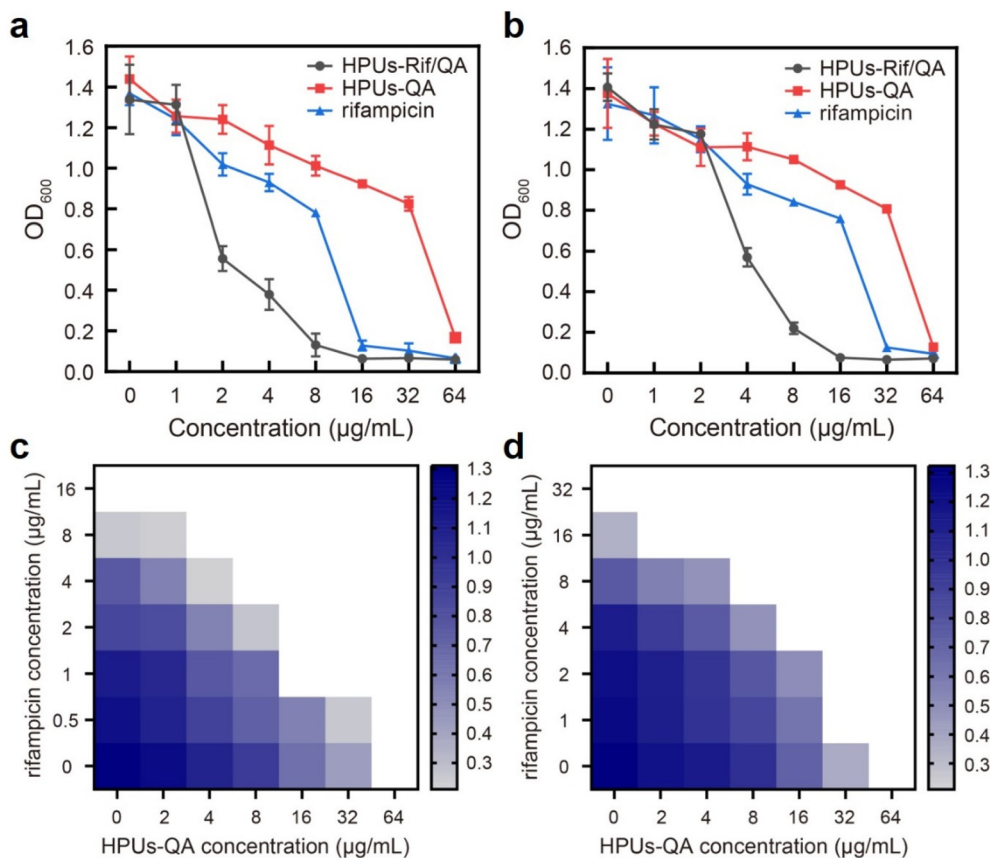 a
1.6
1.4
1.2
1.0
0.8
0.6
0.4
0.2
0.0
OD600
HPUs-Rif/QA
HPUs-QA
rifampicin
0 1 2 4 8 16 32 64
Concentration (µg/mL)
b
1.6
1.4
1.2
1.0
0.8
0.6
0.4
0.2
0.0
OD600
HPUs-Rif/QA
HPUs-QA
rifampicin
0 1 2 4 8 16 32 64
Concentration (µg/mL)
c
rifampicin concentration (µg/mL)
16
8
4
2
1
0.5
0
0 2 4 8 16 32 64
HPUs-QA concentration (µg/mL)
1.3
1.2
1.1
1.0
0.9
0.8
0.7
0.6
0.5
0.4
0.3
d
rifampicin concentration (µg/mL)
32
16
8
4
2
1
0
0 2 4 8 16 32 64
HPUs-QA concentration (µg/mL)
1.3
1.2
1.1
1.0
0.9
0.8
0.7
0.6
0.5
0.4
0.3